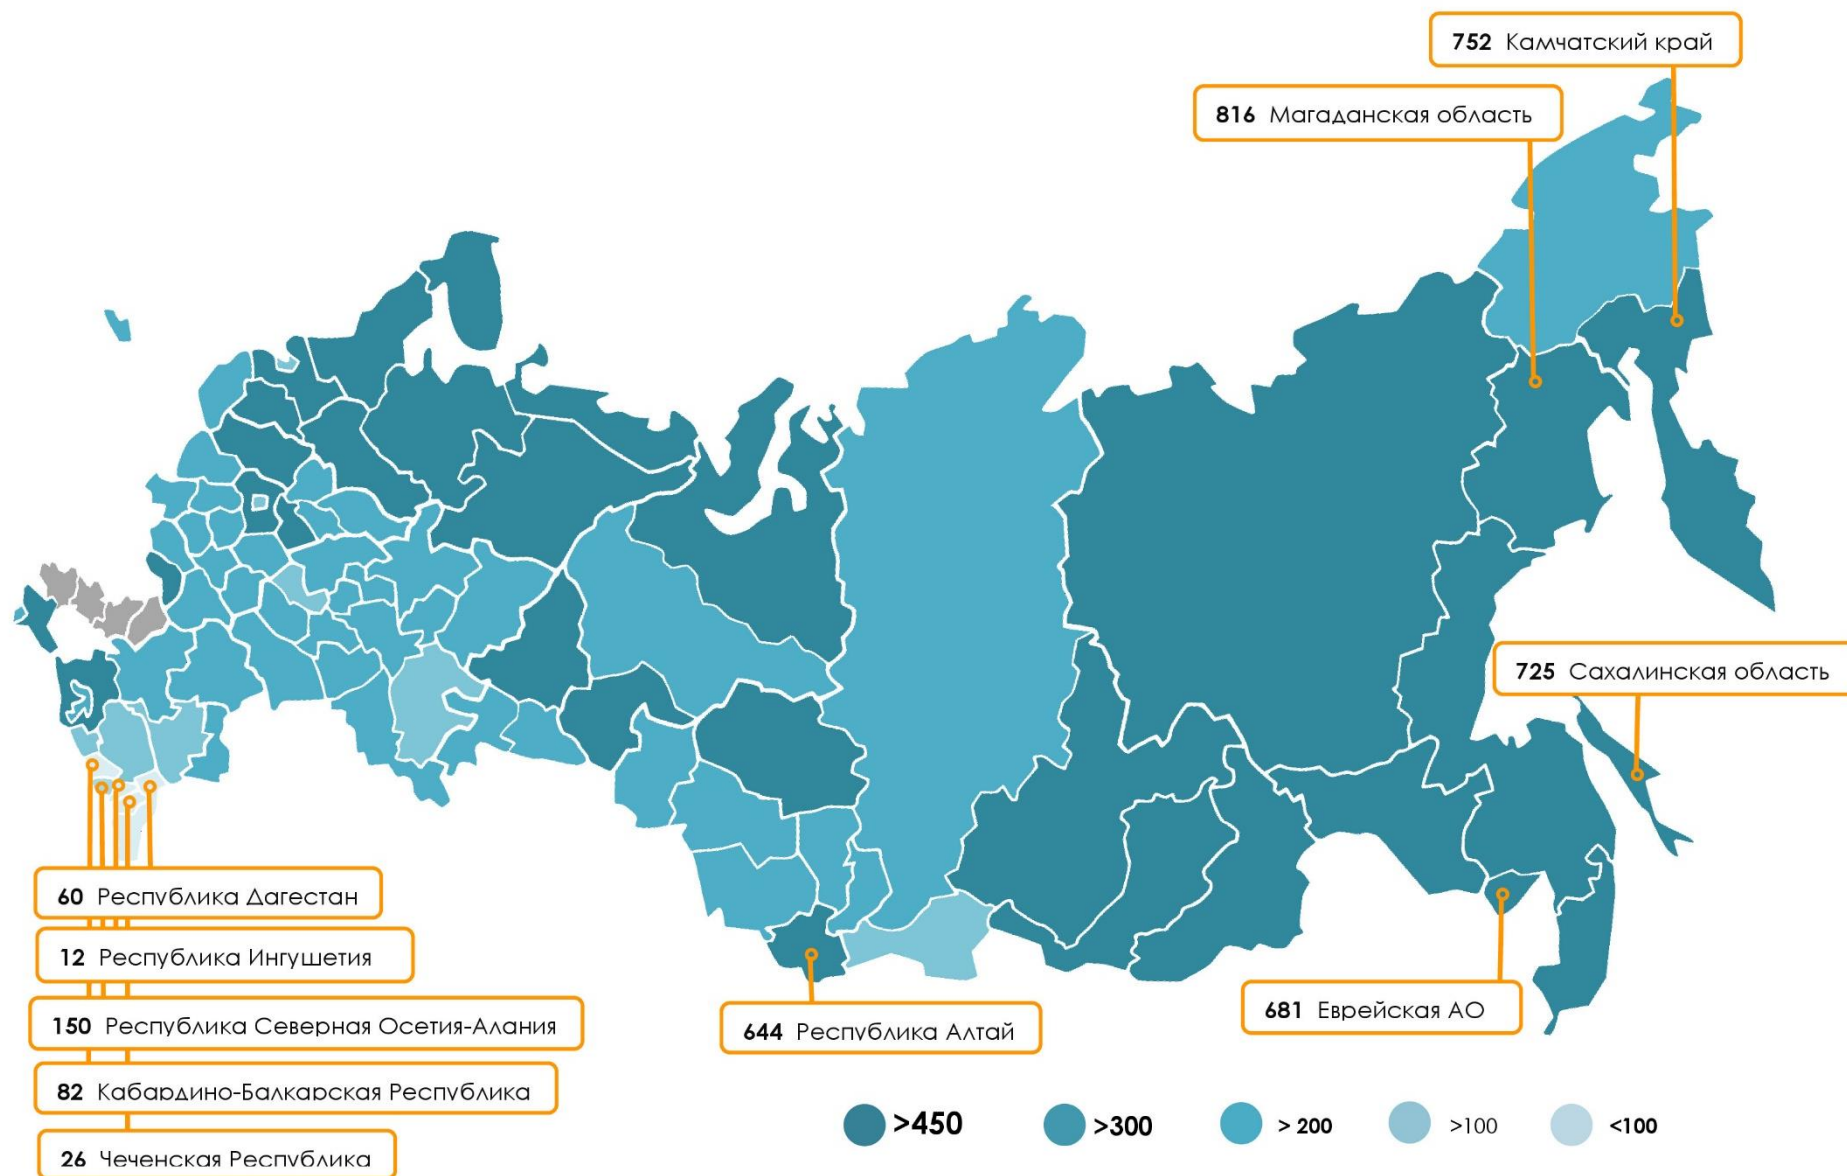 752 Камчатский край
816 Магаданская область
725 Сахалинская область
60 Республика Дагестан
12 Республика Ингушетия
150 Республика Северная Осетия-Алания
82 Кабардино-Балкарская Республика
26 Чеченская Республика
644 Республика Алтай
681 Еврейская АО
>450
>300
> 200
>100
<100